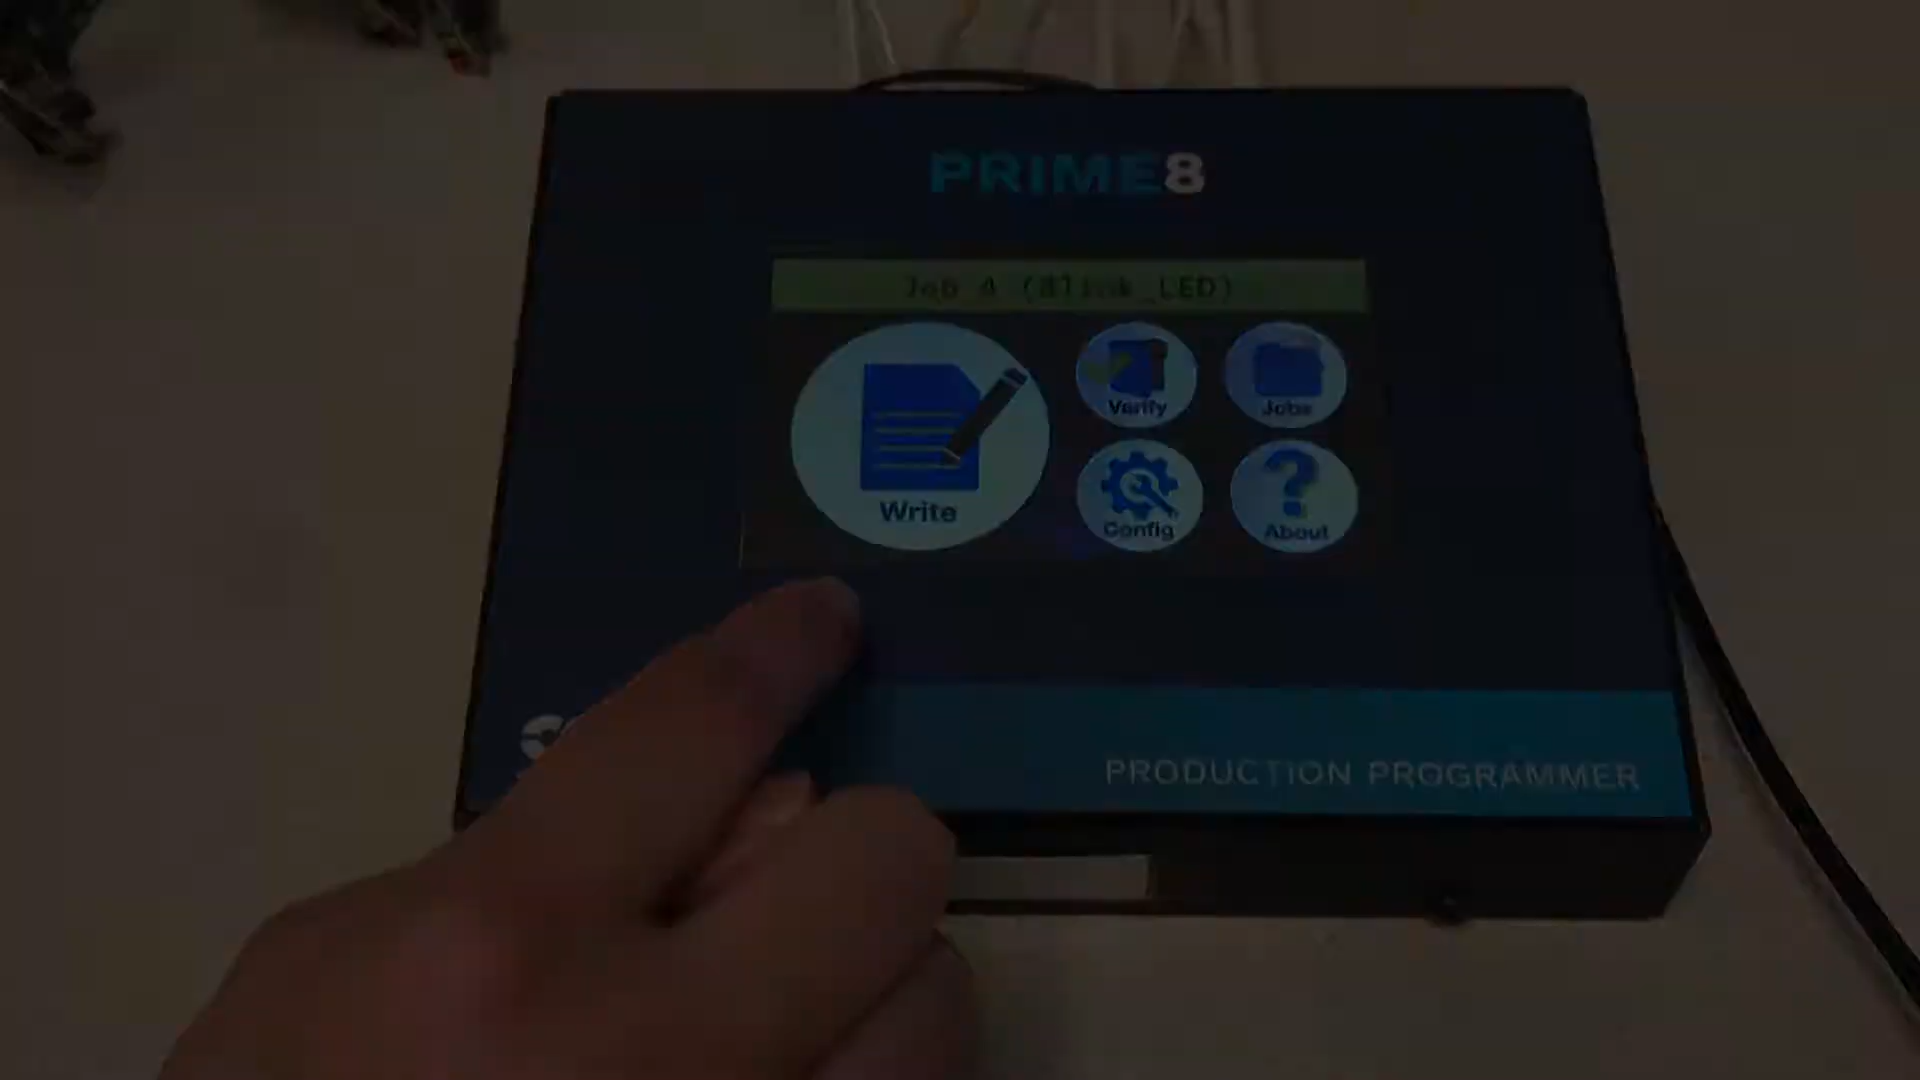 PRIME8
Job 4 (Blink_LED)
Write
Verify
Jobs
Config
About
PRODUCTION PROGRAMMER